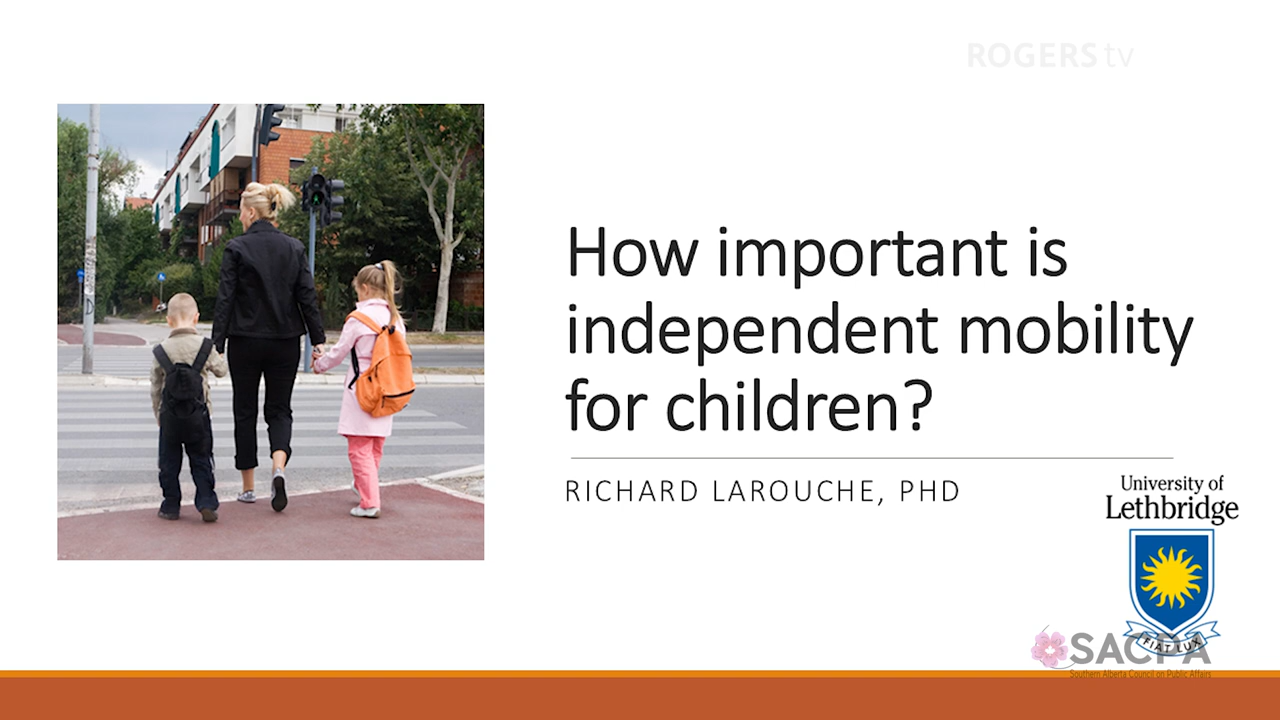 ROGERS tv
How important is
independent mobility
for children?
RICHARD LAROUCHE, PHD
University of
Lethbridge
FIAT LUX
SACPA
Southern Alberta Council on Public Affairs